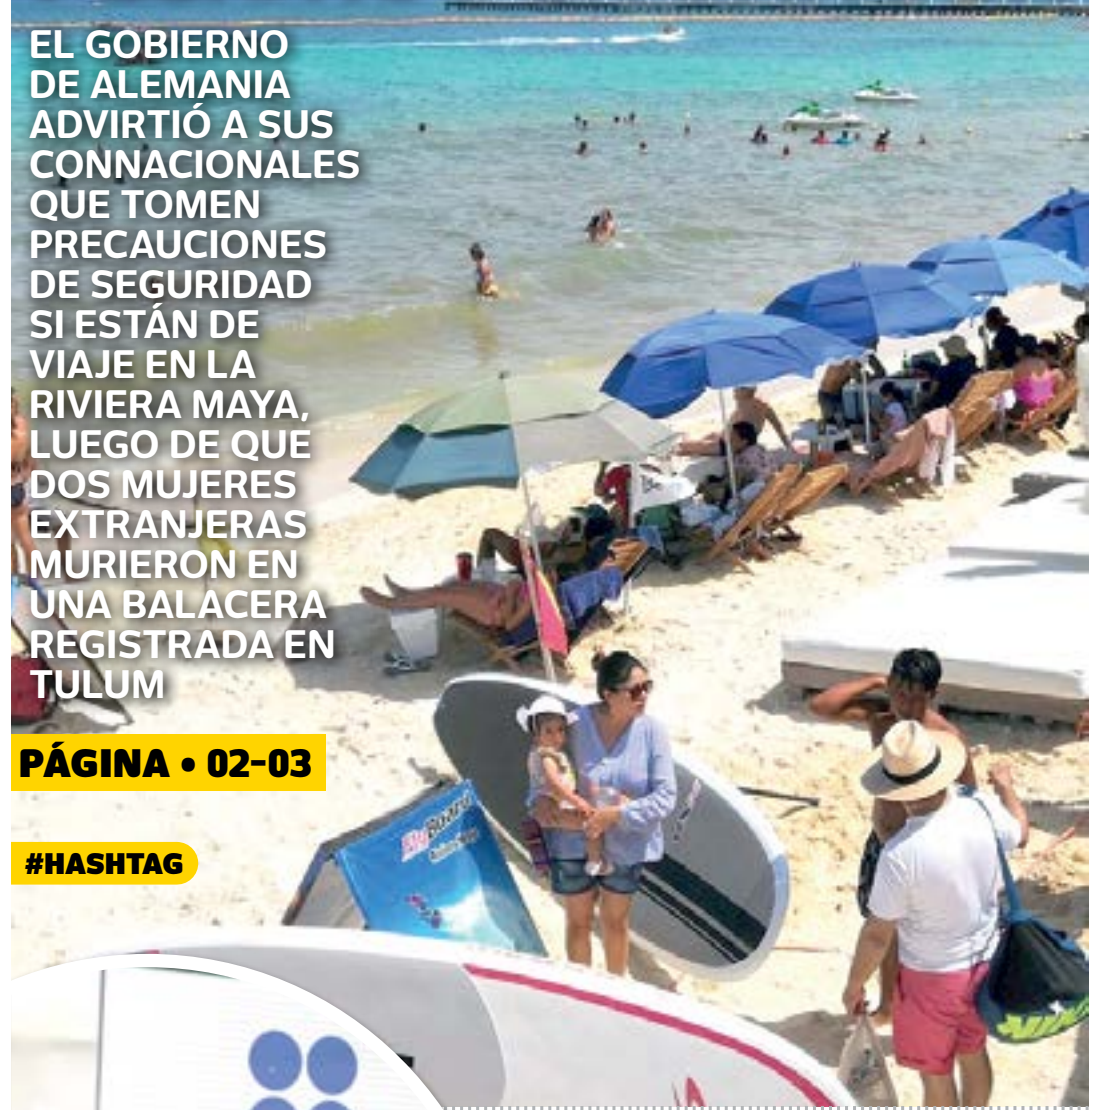 EL GOBIERNO
DE ALEMANIA
ADVIRTIÓ A SUS
CONNACIONALES
QUE TOMEN
PRECAUCIONES
DE SEGURIDAD
SI ESTÁN DE
VIAJE EN LA
RIVIERA MAYA,
LUEGO DE QUE
DOS MUJERES
EXTRANJERAS
MURIERON EN
UNA BALACERA
REGISTRADA EN
TULUM
PÁGINA • 02-03
#HASHTAG